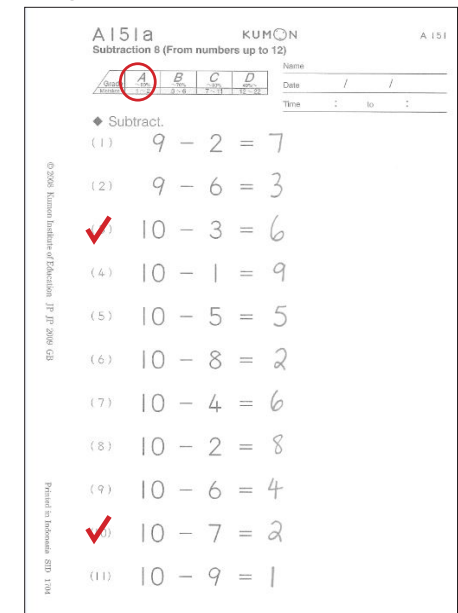 A151a KUMON A 151
Subtraction 8 (From numbers up to 12)
Name
Grade A B C D
Date / /
Time : to :
◆ Subtract.
(1) 9 − 2 = 7
(2) 9 − 6 = 3
10 − 3 = 6
(4) 10 − 1 = 9
(5) 10 − 5 = 5
(6) 10 − 8 = 2
(7) 10 − 4 = 6
(8) 10 − 2 = 8
(9) 10 − 6 = 4
10 − 7 = 2
(11) 10 − 9 = 1
© 2008 Kumon Institute of Education JP JP 2009 GB
Printed in Indonesia SID 1704